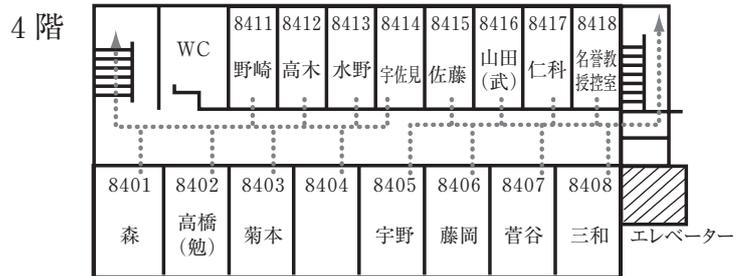 4 階
WC
8411 8412 8413 8414 8415 8416 8417 8418
野崎 高木 水野 宇佐見 佐藤 山田
(武) 仁科 名誉教
授控室
8401 8402 8403 8404 8405 8406 8407 8408
森 高橋
(勉) 菊本 宇野 藤岡 菅谷 三和
エレベーター